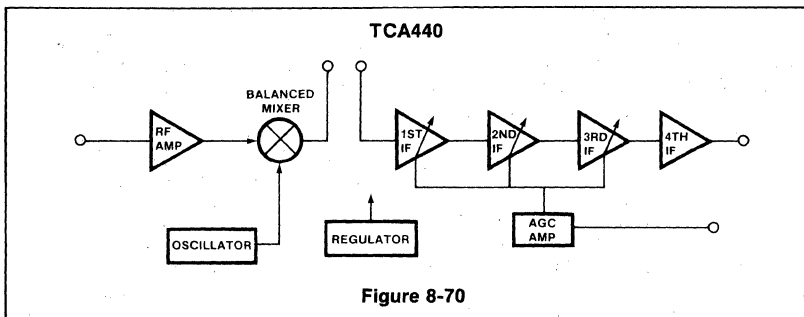 TCA440
BALANCED
MIXER
RF
AMP
1ST
IF
2ND
IF
3RD
IF
4TH
IF
OSCILLATOR
REGULATOR
AGC
AMP
Figure 8-70